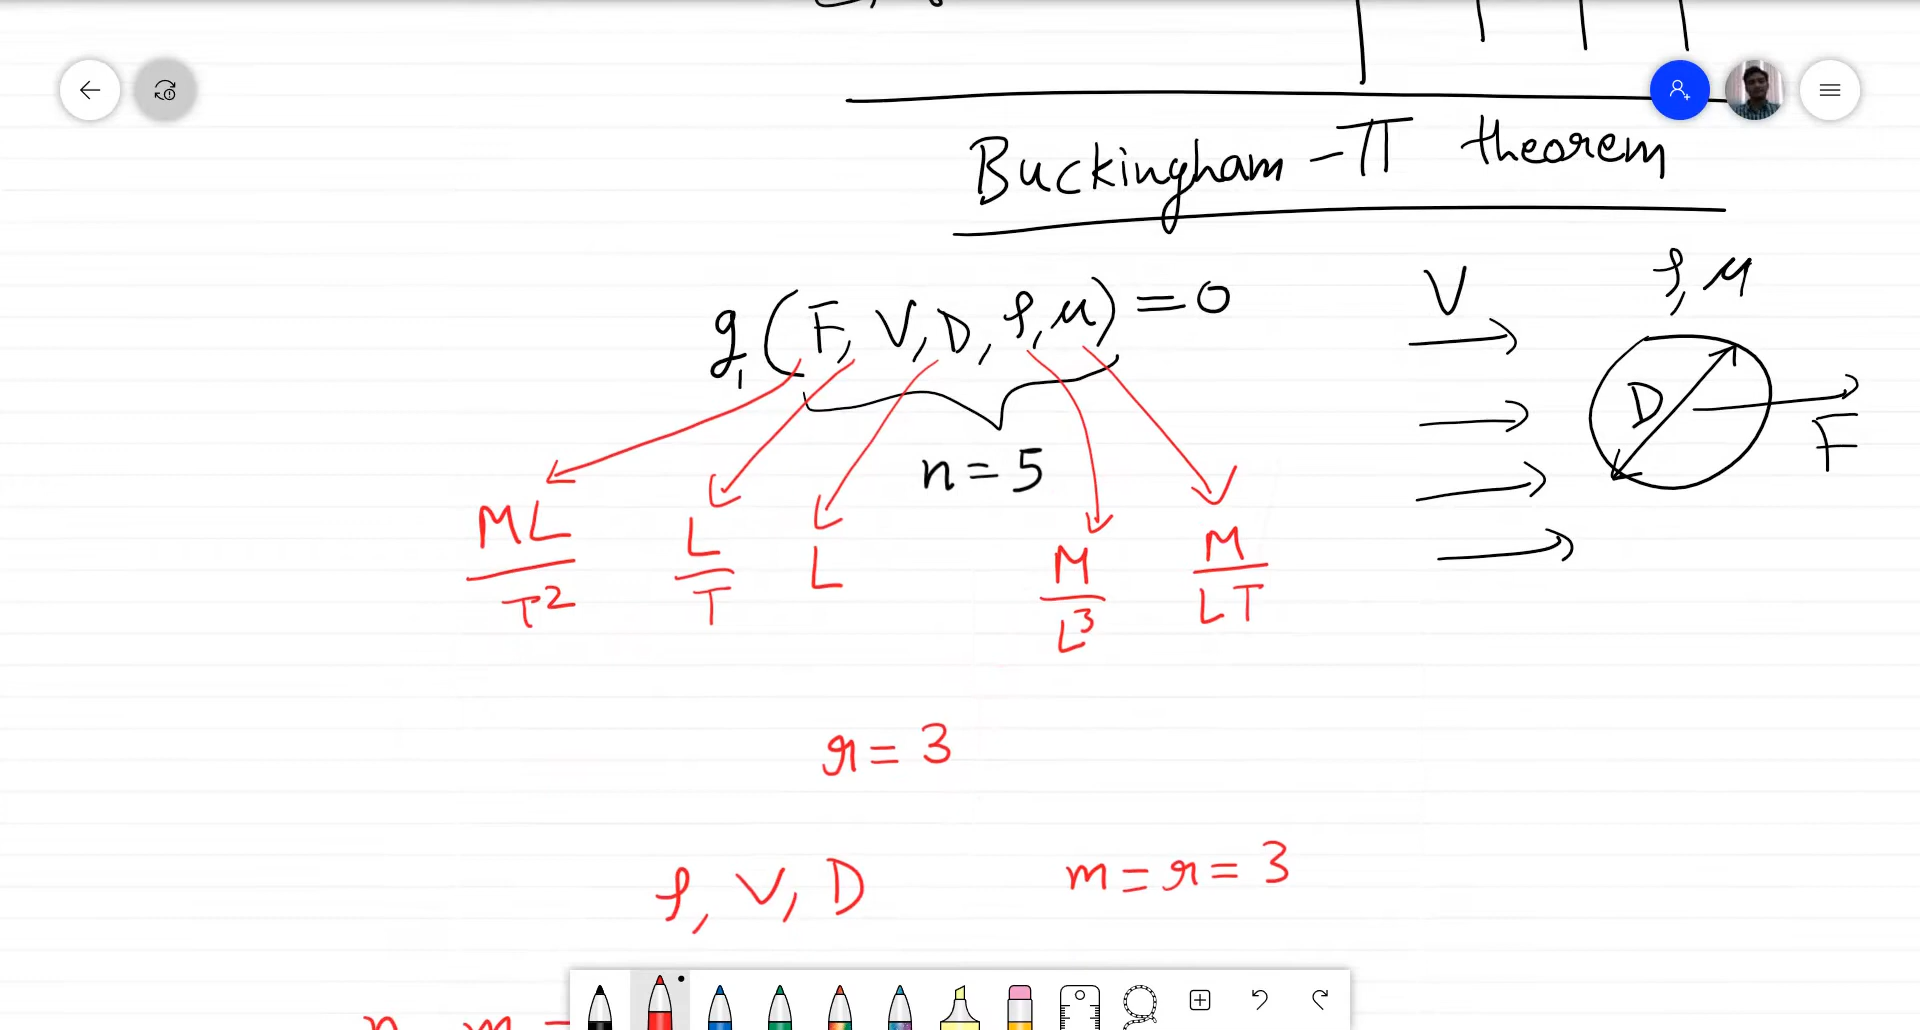 Buckingham - Π theorem
g₁(F, V, D, ρ, μ) = 0
V
ρ, μ
D
F
n = 5
ML/T² L/T L M/L³ M/LT
r = 3
ρ, V, D
m = r = 3
n m =